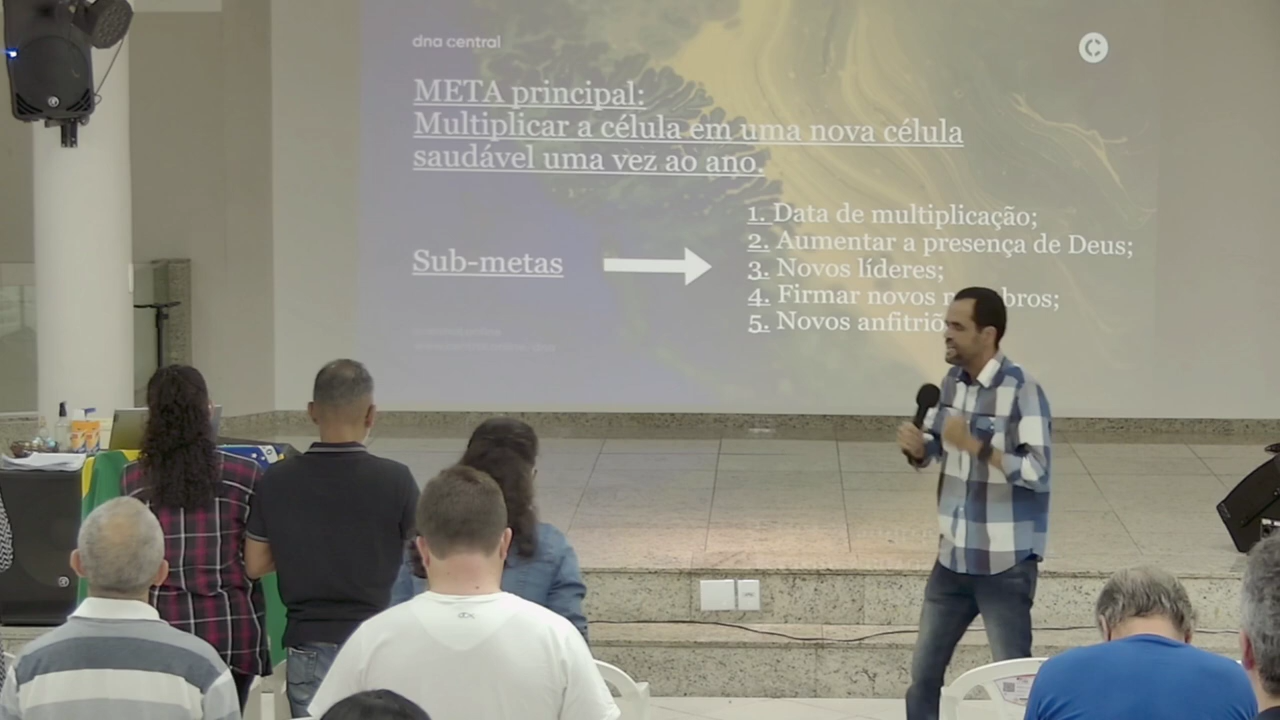 dna central
META principal:
Multiplicar a célula em uma nova célula
saudável uma vez ao ano.
Sub-metas
1. Data de multiplicação;
2. Aumentar a presença de Deus;
3. Novos líderes;
4. Firmar novos
5. Novos